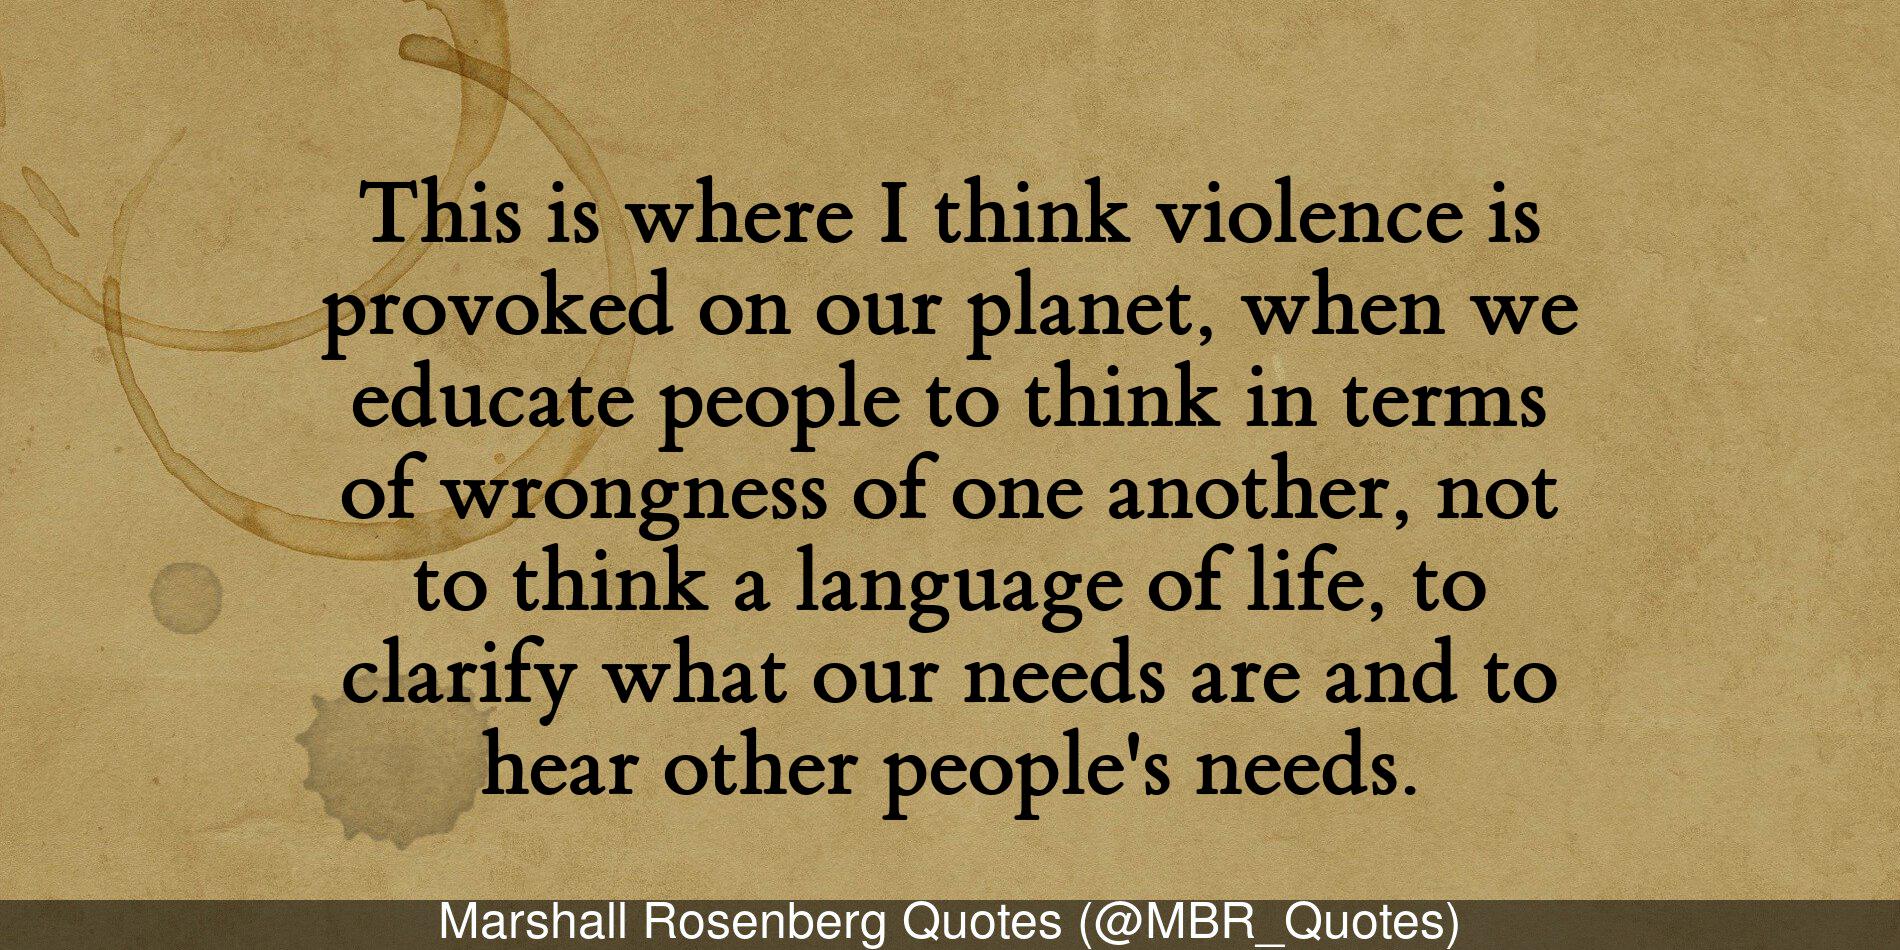 This is where I think violence is
provoked on our planet, when we
educate people to think in terms
of wrongness of one another, not
to think a language of life, to
clarify what our needs are and to
hear other people's needs.
Marshall Rosenberg Quotes (@MBR_Quotes)